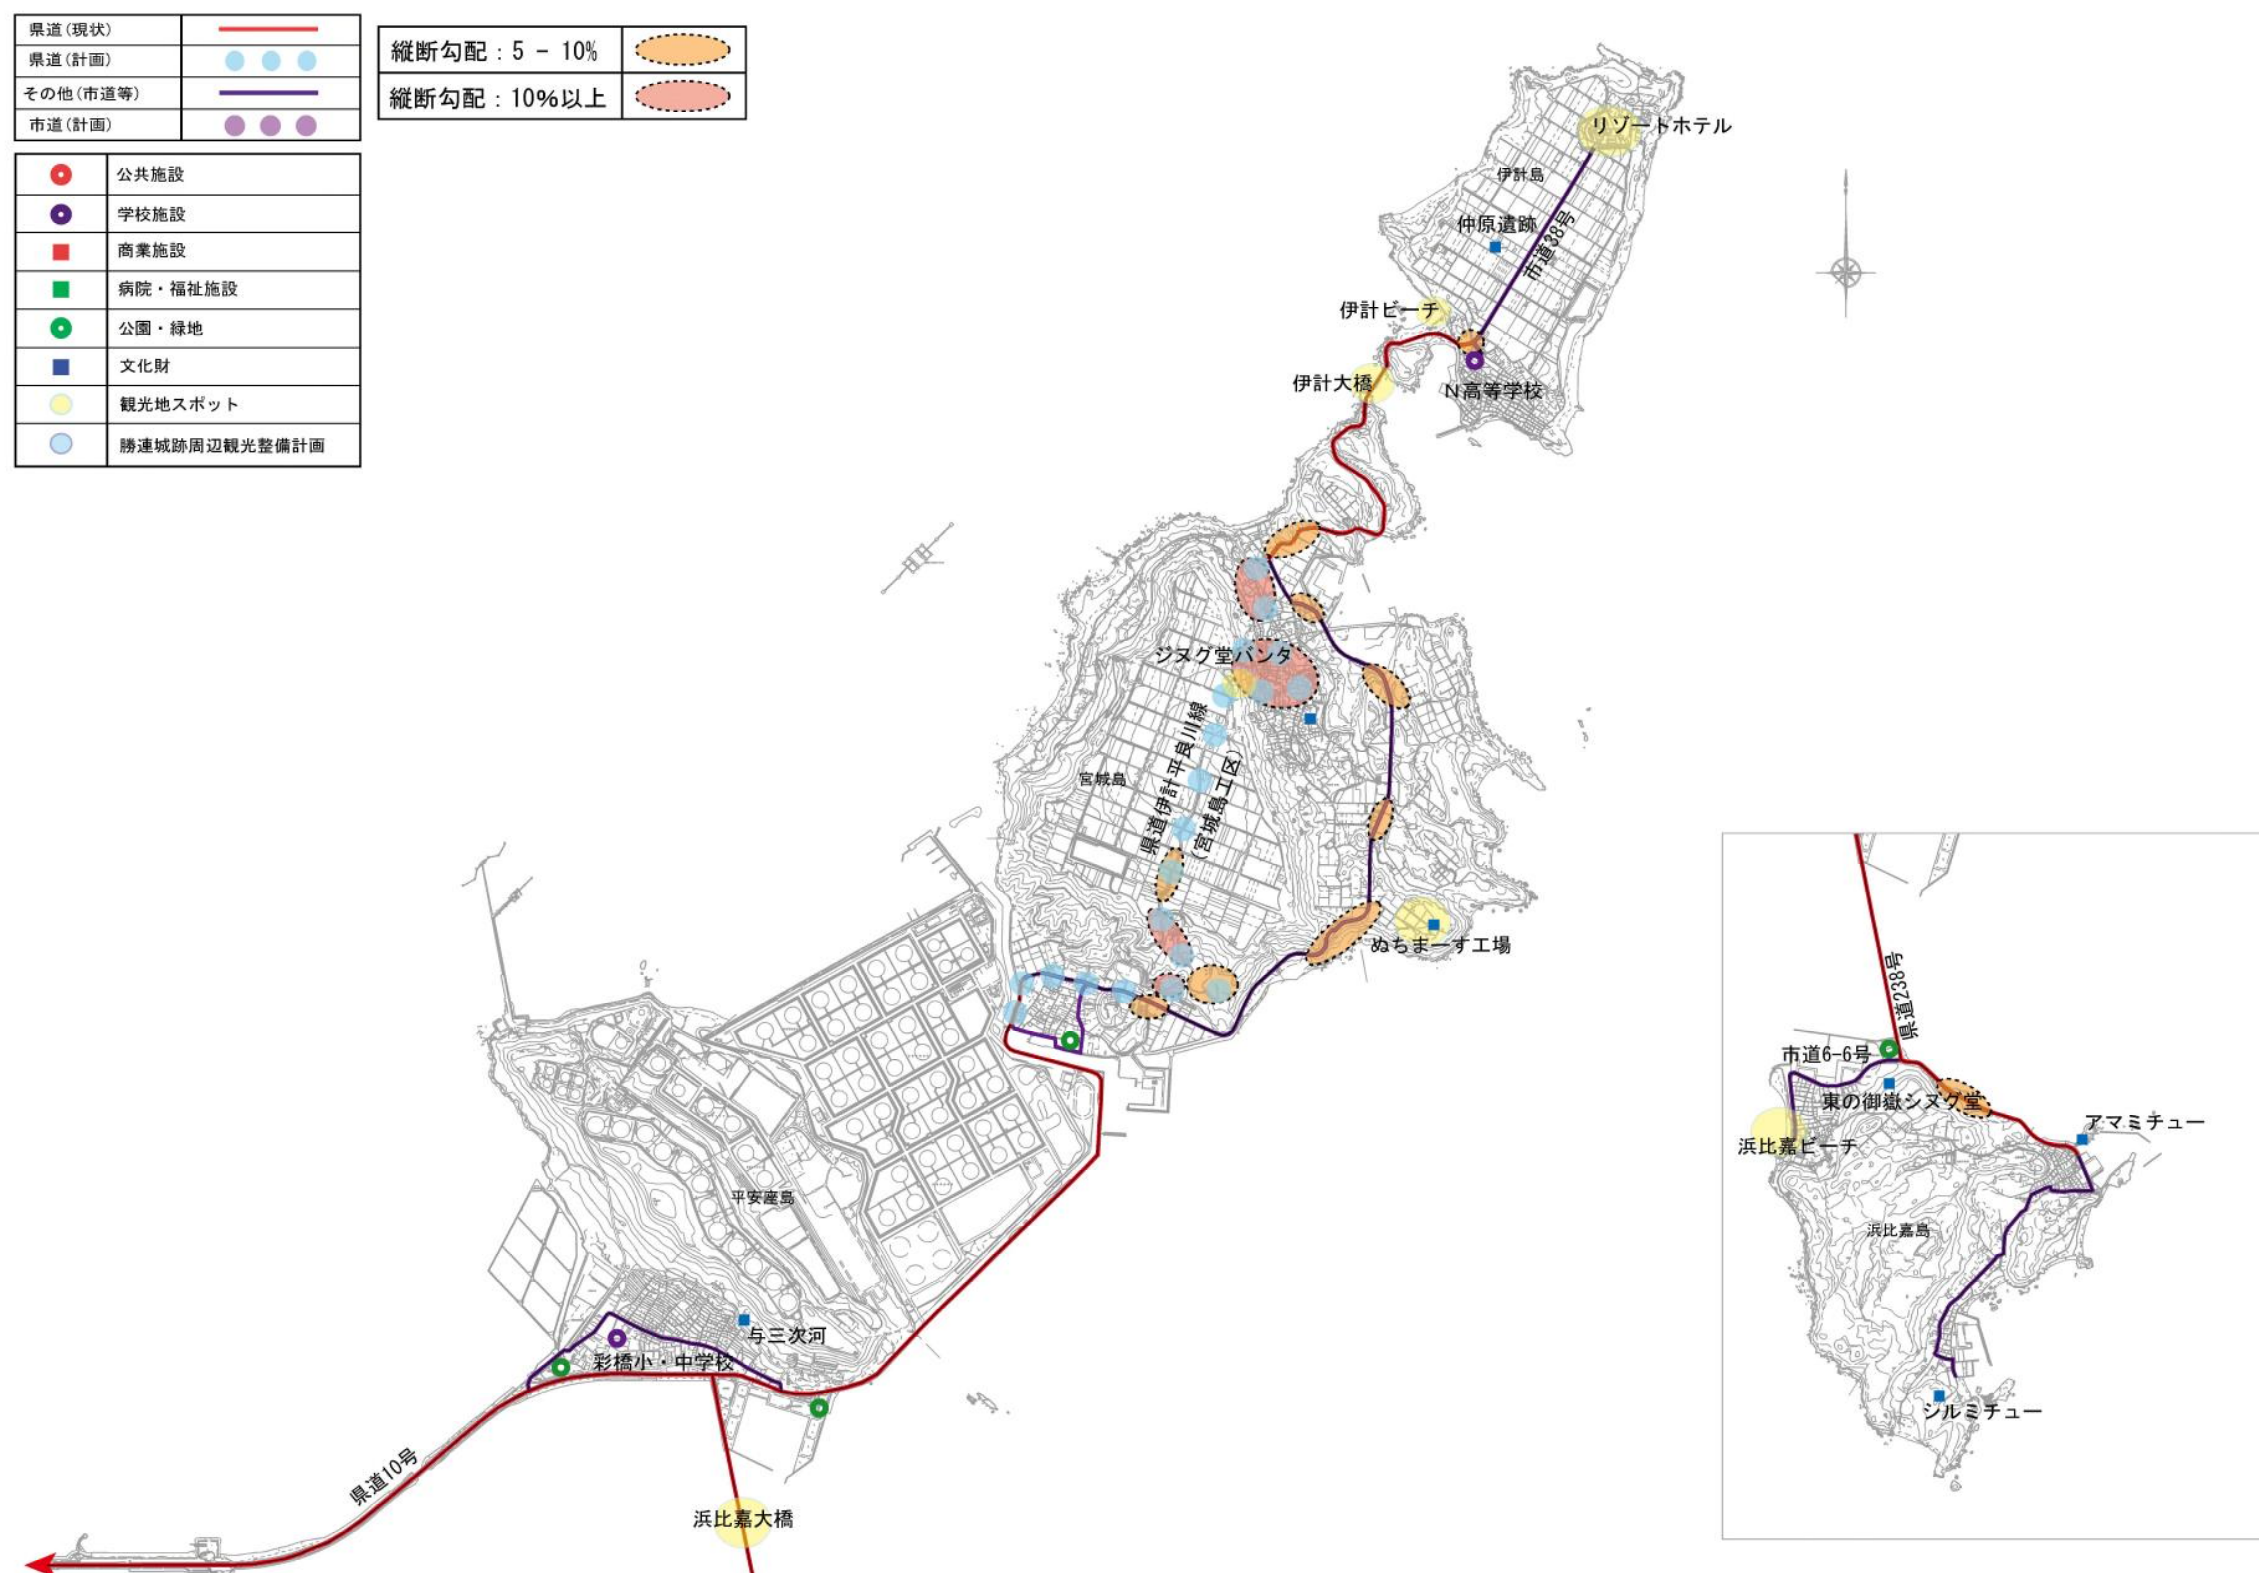 県道(現状)
県道(計画)
その他(市道等)
市道(計画)
縦断勾配：5 - 10%
縦断勾配：10%以上
公共施設
学校施設
商業施設
病院・福祉施設
公園・緑地
文化財
観光地スポット
勝連城跡周辺観光整備計画
リゾートホテル
伊計島
仲原遺跡
市道38号
伊計ビーチ
伊計大橋
N高等学校
ジヌグ堂バンタ
県道伊計平良川線
(宮城島工区)
宮城島
ぬちまーす工場
平安座島
与三次河
彩橋小・中学校
県道10号
浜比嘉大橋
県道238号
市道6-6号
東の御嶽シヌグ堂
アマミチュー
浜比嘉ビーチ
浜比嘉島
シルミチュー